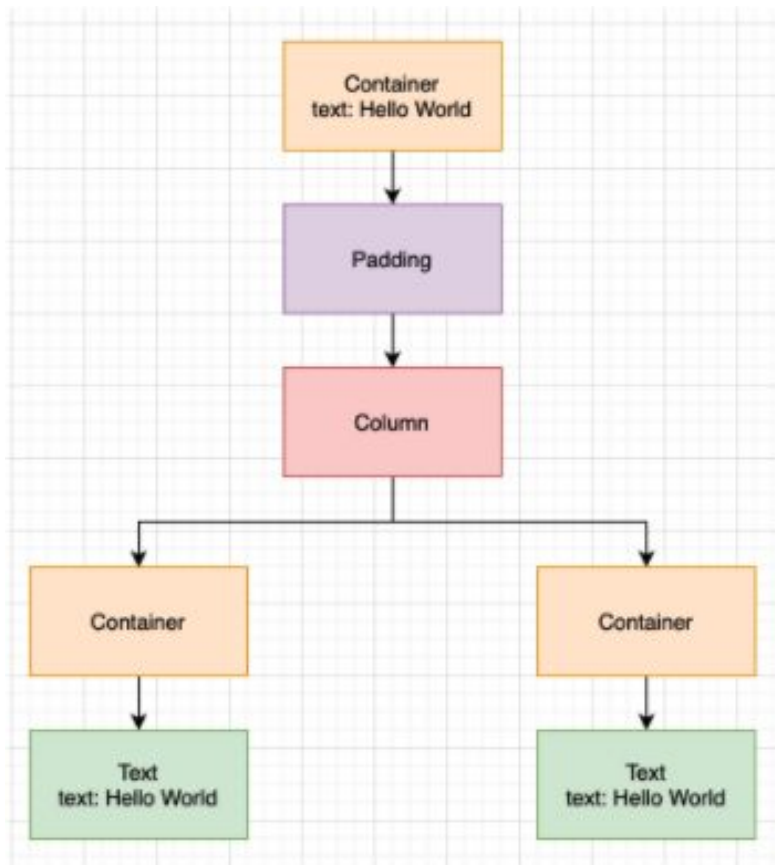 Container
text: Hello World
Padding
Column
Container
Container
Text
text: Hello World
Text
text: Hello World